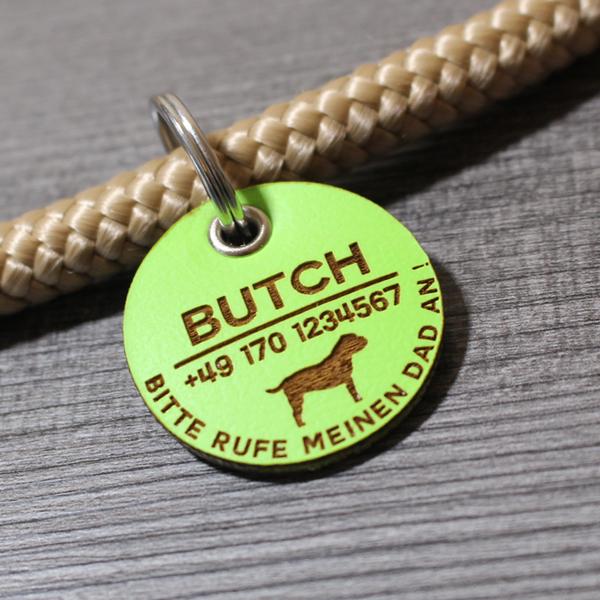 BUTCH
+49 170 1234567
BITTE RUFE MEINEN DAD AN!